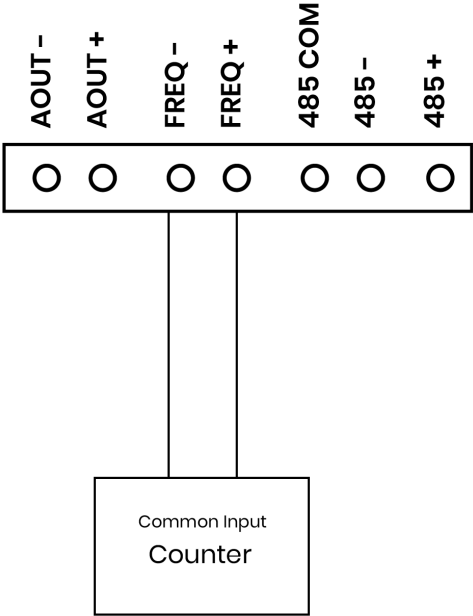 AOUT –
AOUT +
FREQ –
FREQ +
485 COM
485 –
485 +
Common Input
Counter